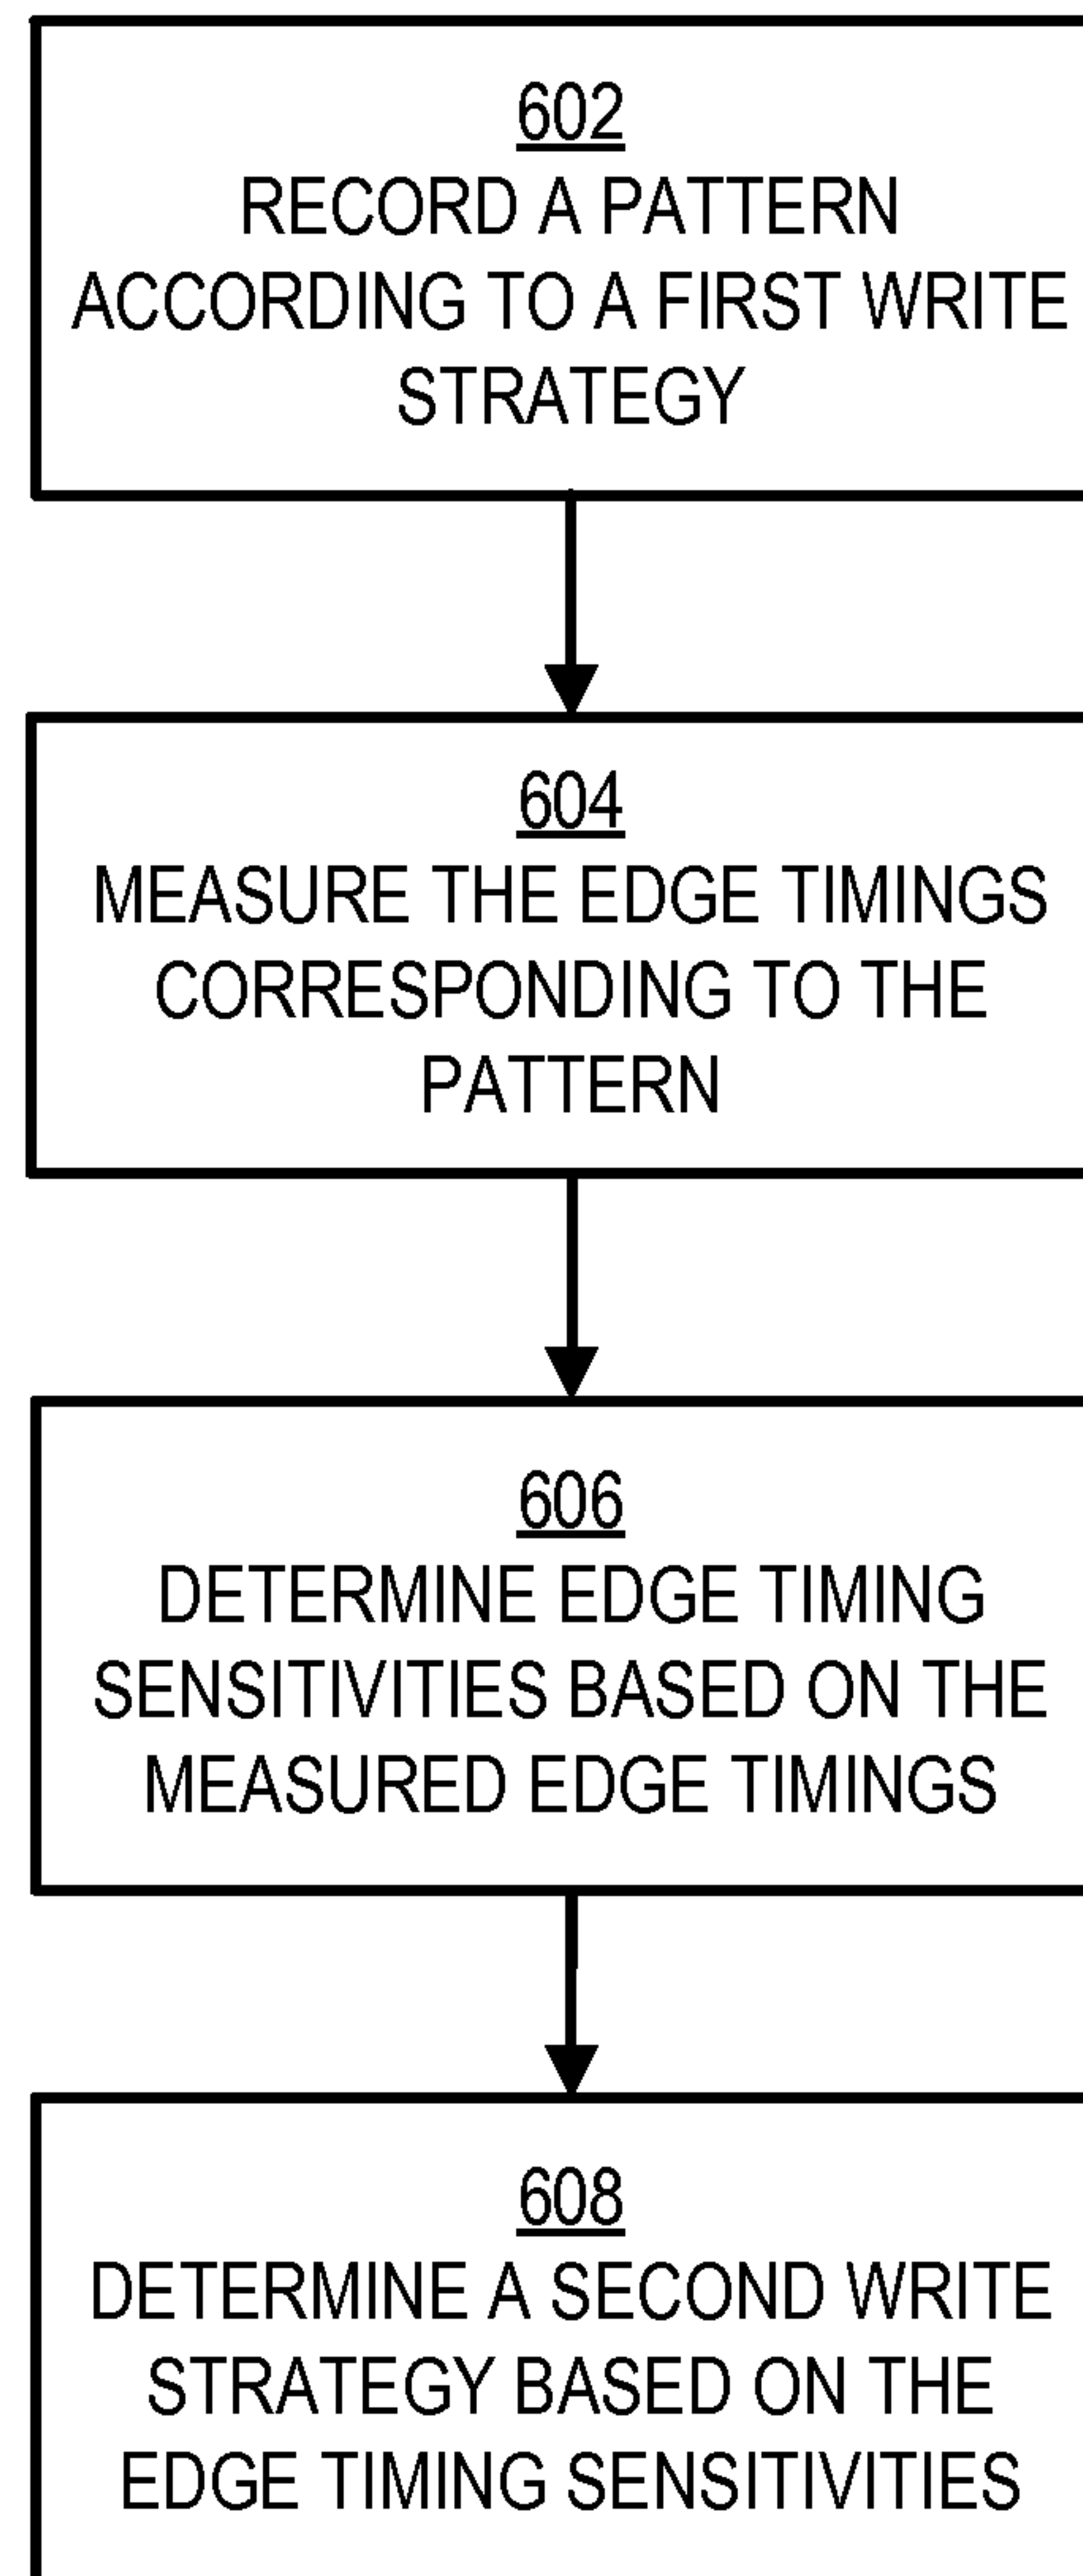 602
RECORD A PATTERN
ACCORDING TO A FIRST WRITE
STRATEGY
604
MEASURE THE EDGE TIMINGS
CORRESPONDING TO THE
PATTERN
606
DETERMINE EDGE TIMING
SENSITIVITIES BASED ON THE
MEASURED EDGE TIMINGS
608
DETERMINE A SECOND WRITE
STRATEGY BASED ON THE
EDGE TIMING SENSITIVITIES